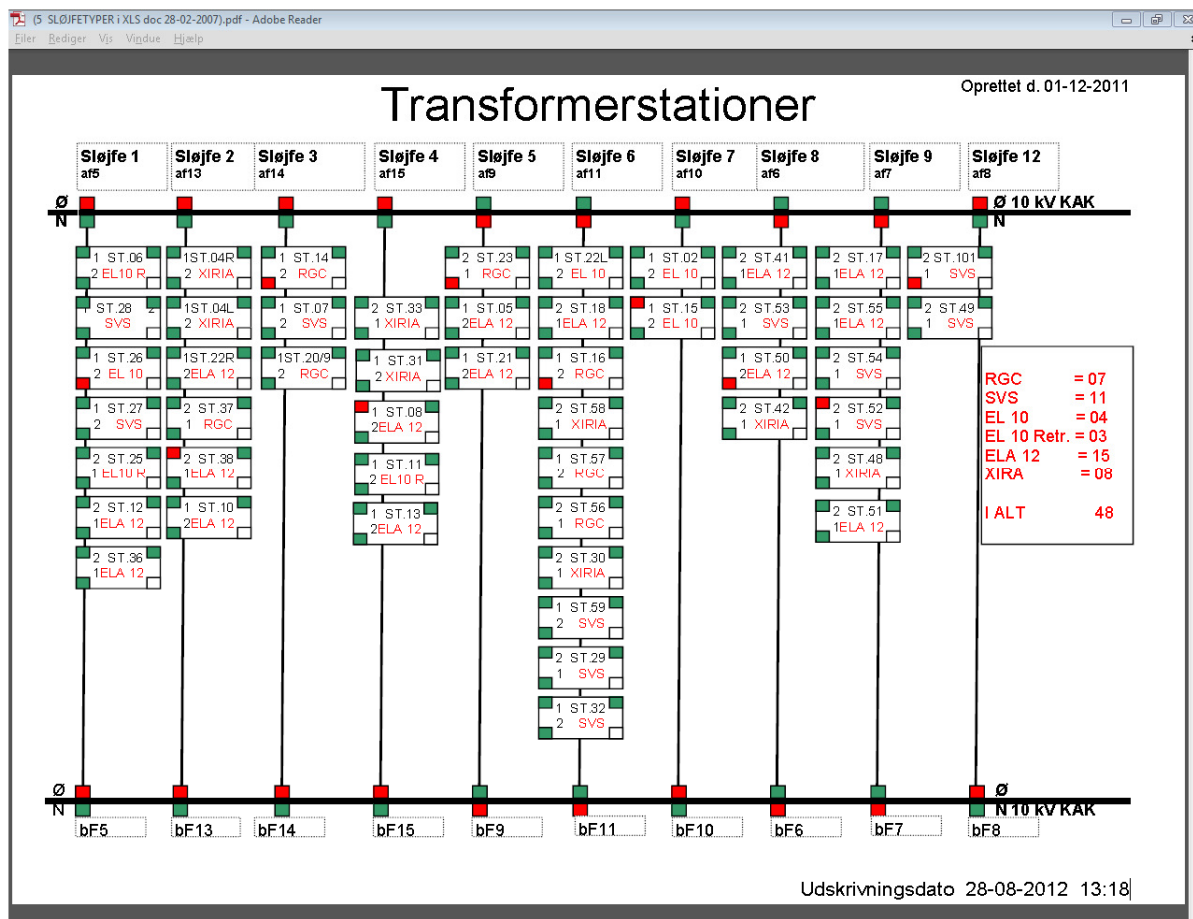 (5 SLØJFETYPER i XLS doc 28-02-2007).pdf - Adobe Reader
Filer Rediger Vis Vindue Hjælp
Oprettet d. 01-12-2011
Transformerstationer
Sløjfe 1
af5
Sløjfe 2
af13
Sløjfe 3
af14
Sløjfe 4
af15
Sløjfe 5
af9
Sløjfe 6
af11
Sløjfe 7
af10
Sløjfe 8
af6
Sløjfe 9
af7
Sløjfe 12
af8
Ø
N
Ø 10 kV KAK
N
1 ST.06
2 EL10 R
1 ST.28 2
SVS
1 ST.26
2 EL 10
1 ST.27
2 SVS
2 ST.25
1 EL10 R
2 ST.12
1ELA 12
2 ST.36
1ELA 12
1ST.04R
2 XIRIA
1ST.04L
2 XIRIA
1ST.22R
2ELA 12
2 ST.37
1 RGC
2 ST.38
1ELA 12
1 ST.10
2ELA 12
1 ST.14
2 RGC
1 ST.07
2 SVS
1ST.20/9
2 RGC
2 ST.33
1 XIRIA
1 ST.31
2 XIRIA
1 ST.08
2ELA 12
1 ST.11
2 EL10 R
1 ST.13
2ELA 12
2 ST.23
1 RGC
1 ST.05
2ELA 12
1 ST.21
2ELA 12
1 ST.22L
2 EL 10
2 ST.18
1ELA 12
1 ST.16
2 RGC
2 ST.58
1 XIRIA
1 ST.57
2 RGC
2 ST.56
1 RGC
2 ST.30
1 XIRIA
1 ST.59
2 SVS
2 ST.29
1 SVS
1 ST.32
2 SVS
1 ST.02
2 EL 10
1 ST.15
2 EL 10
2 ST.41
1ELA 12
2 ST.53
1 SVS
1 ST.50
2ELA 12
2 ST.42
1 XIRIA
2 ST.17
1ELA 12
2 ST.55
1ELA 12
2 ST.54
1 SVS
2 ST.52
1 SVS
2 ST.48
1 XIRIA
2 ST.51
1ELA 12
2 ST.101
1 SVS
2 ST.49
1 SVS
RGC = 07
SVS = 11
EL 10 = 04
EL 10 Retr. = 03
ELA 12 = 15
XIRA = 08
I ALT 48
Ø
N
Ø
N 10 kV KAK
bF5
bF13
bF14
bF15
bF9
bF11
bF10
bF6
bF7
bF8
Udskrivningsdato 28-08-2012 13:18